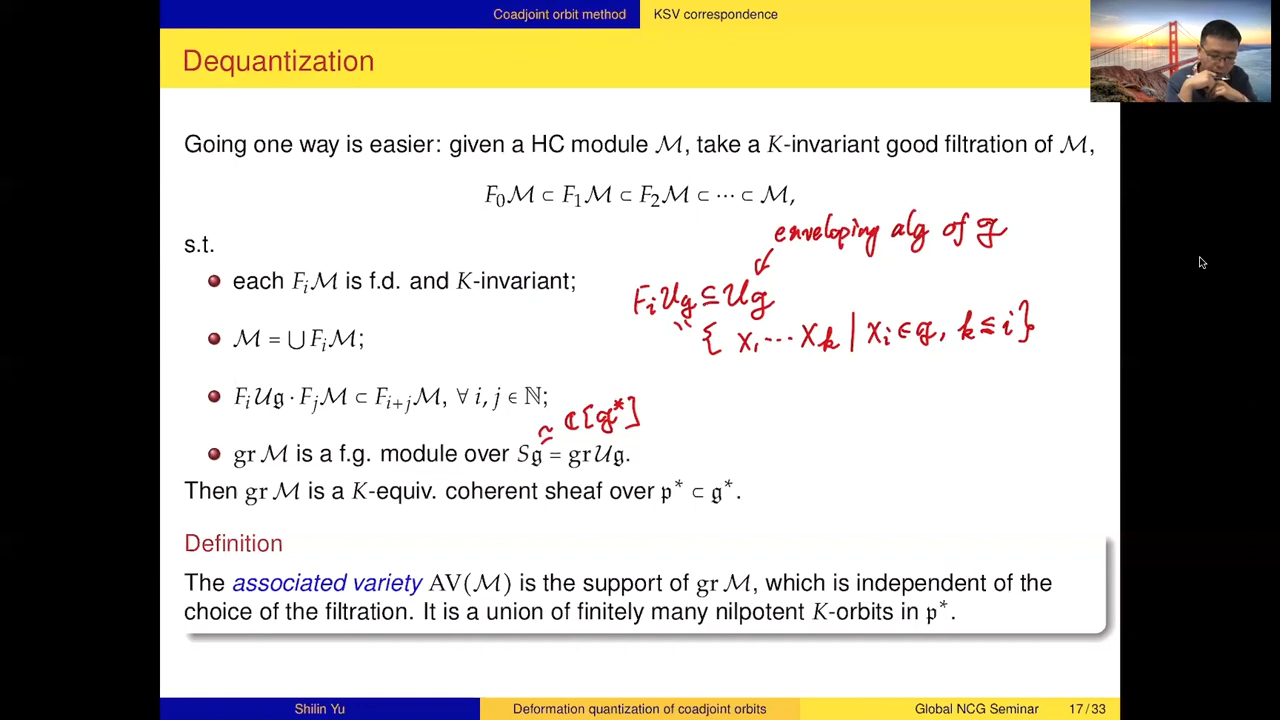 Coadjoint orbit method KSV correspondence
Dequantization
Going one way is easier: given a HC module ℳ, take a K-invariant good filtration of ℳ,
F₀ℳ ⊂ F₁ℳ ⊂ F₂ℳ ⊂ ⋯ ⊂ ℳ,
enveloping alg of 𝔤
s.t.
each Fᵢℳ is f.d. and K-invariant;
Fᵢ𝒰𝔤 ⊆ 𝒰𝔤
" { x₁ ⋯ xₖ | xᵢ ∈ 𝔤, k ≤ i }
ℳ = ∪ Fᵢℳ;
Fᵢ𝒰𝔤 · Fⱼℳ ⊂ Fᵢ₊ⱼℳ, ∀ i, j ∈ ℕ;
≃ ℂ[𝔤*]
gr ℳ is a f.g. module over S𝔤 = gr 𝒰𝔤.
Then gr ℳ is a K-equiv. coherent sheaf over 𝔭* ⊂ 𝔤*.
Definition
The associated variety AV(ℳ) is the support of gr ℳ, which is independent of the
choice of the filtration. It is a union of finitely many nilpotent K-orbits in 𝔭*.
Shilin Yu Deformation quantization of coadjoint orbits Global NCG Seminar 17 / 33